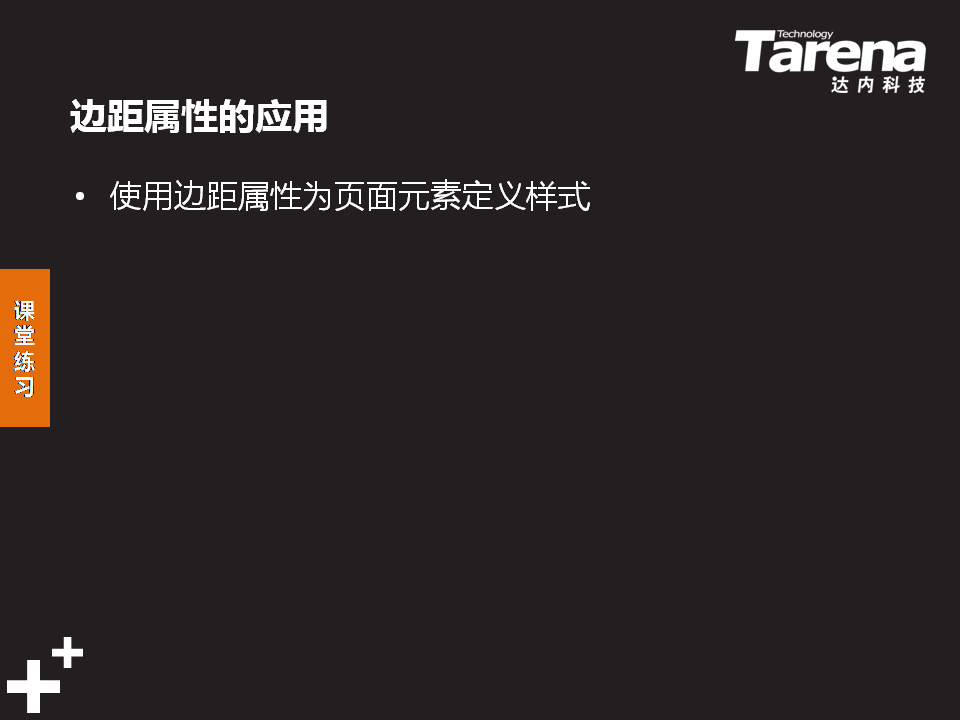 Technology
Tarena
达内科技
边距属性的应用
• 使用边距属性为页面元素定义样式
课
堂
练
习